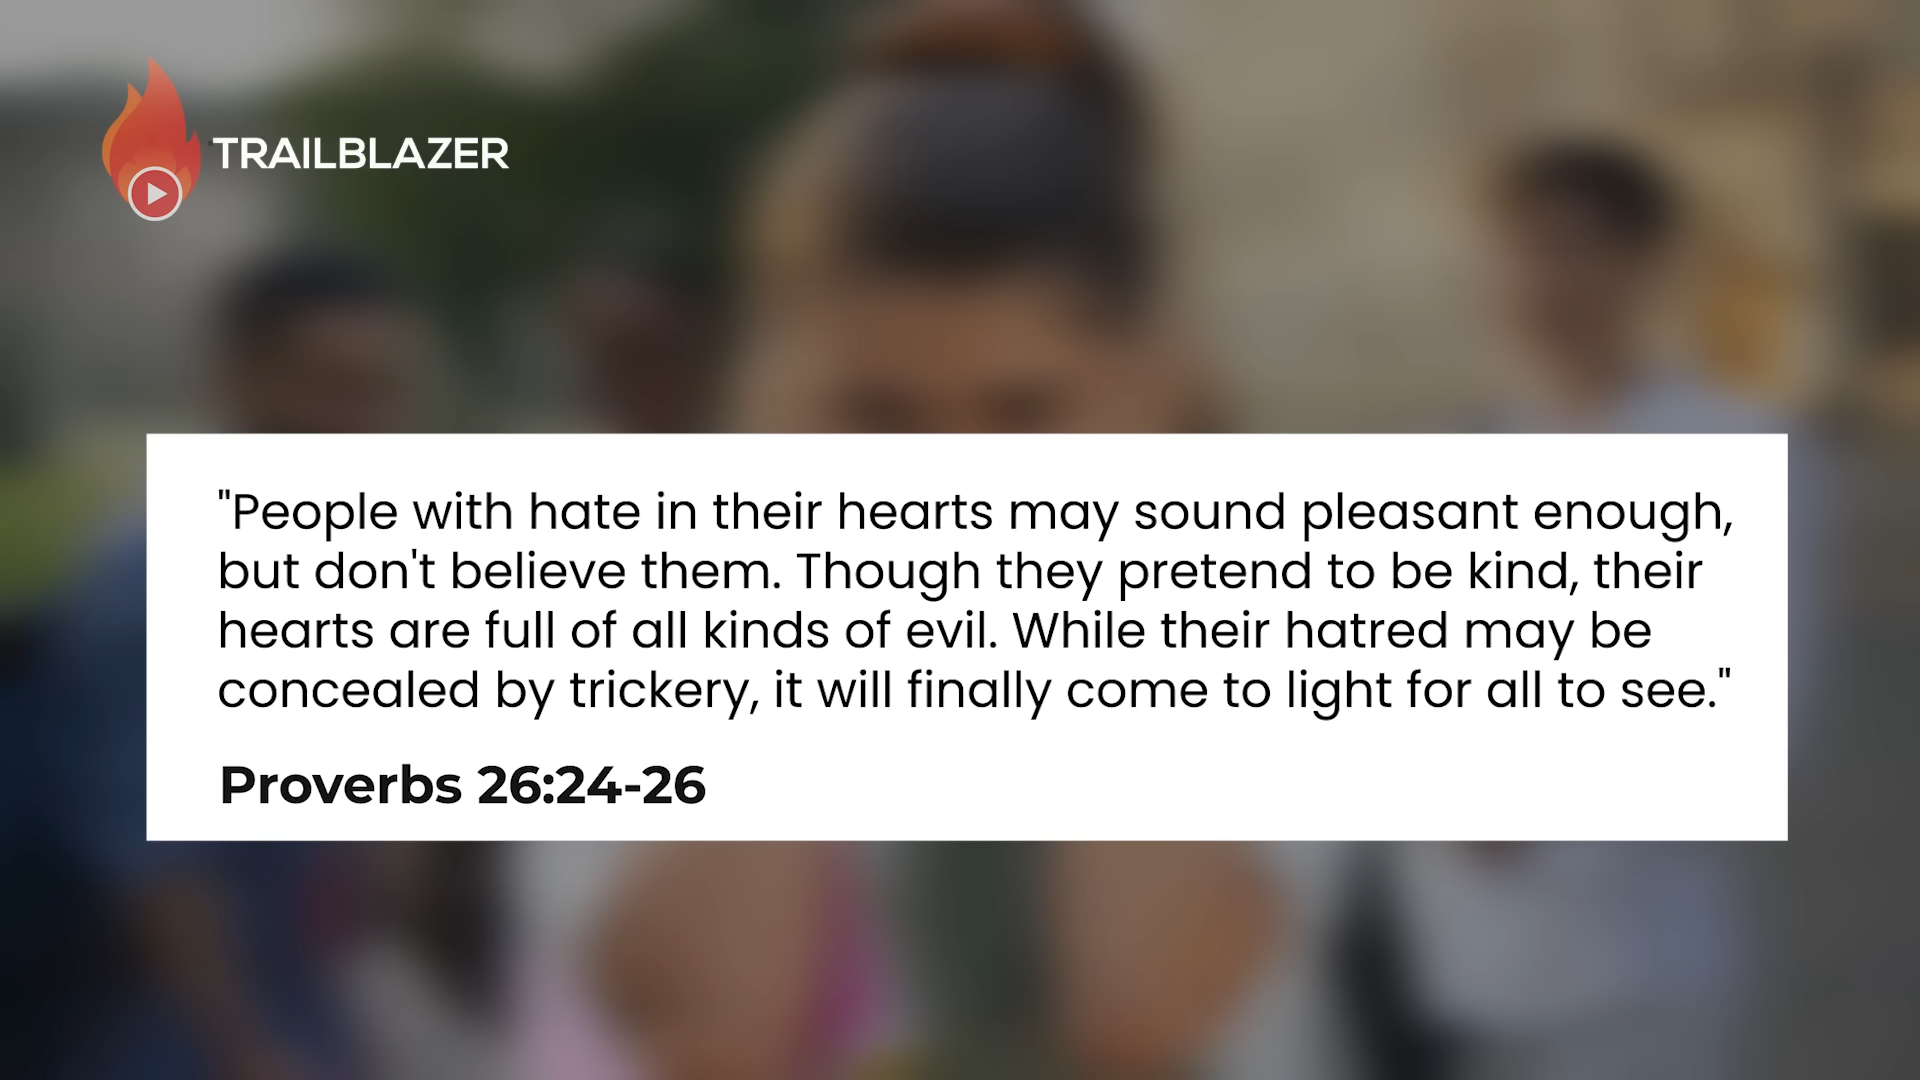 TRAILBLAZER
"People with hate in their hearts may sound pleasant enough,
but don't believe them. Though they pretend to be kind, their
hearts are full of all kinds of evil. While their hatred may be
concealed by trickery, it will finally come to light for all to see."
Proverbs 26:24-26